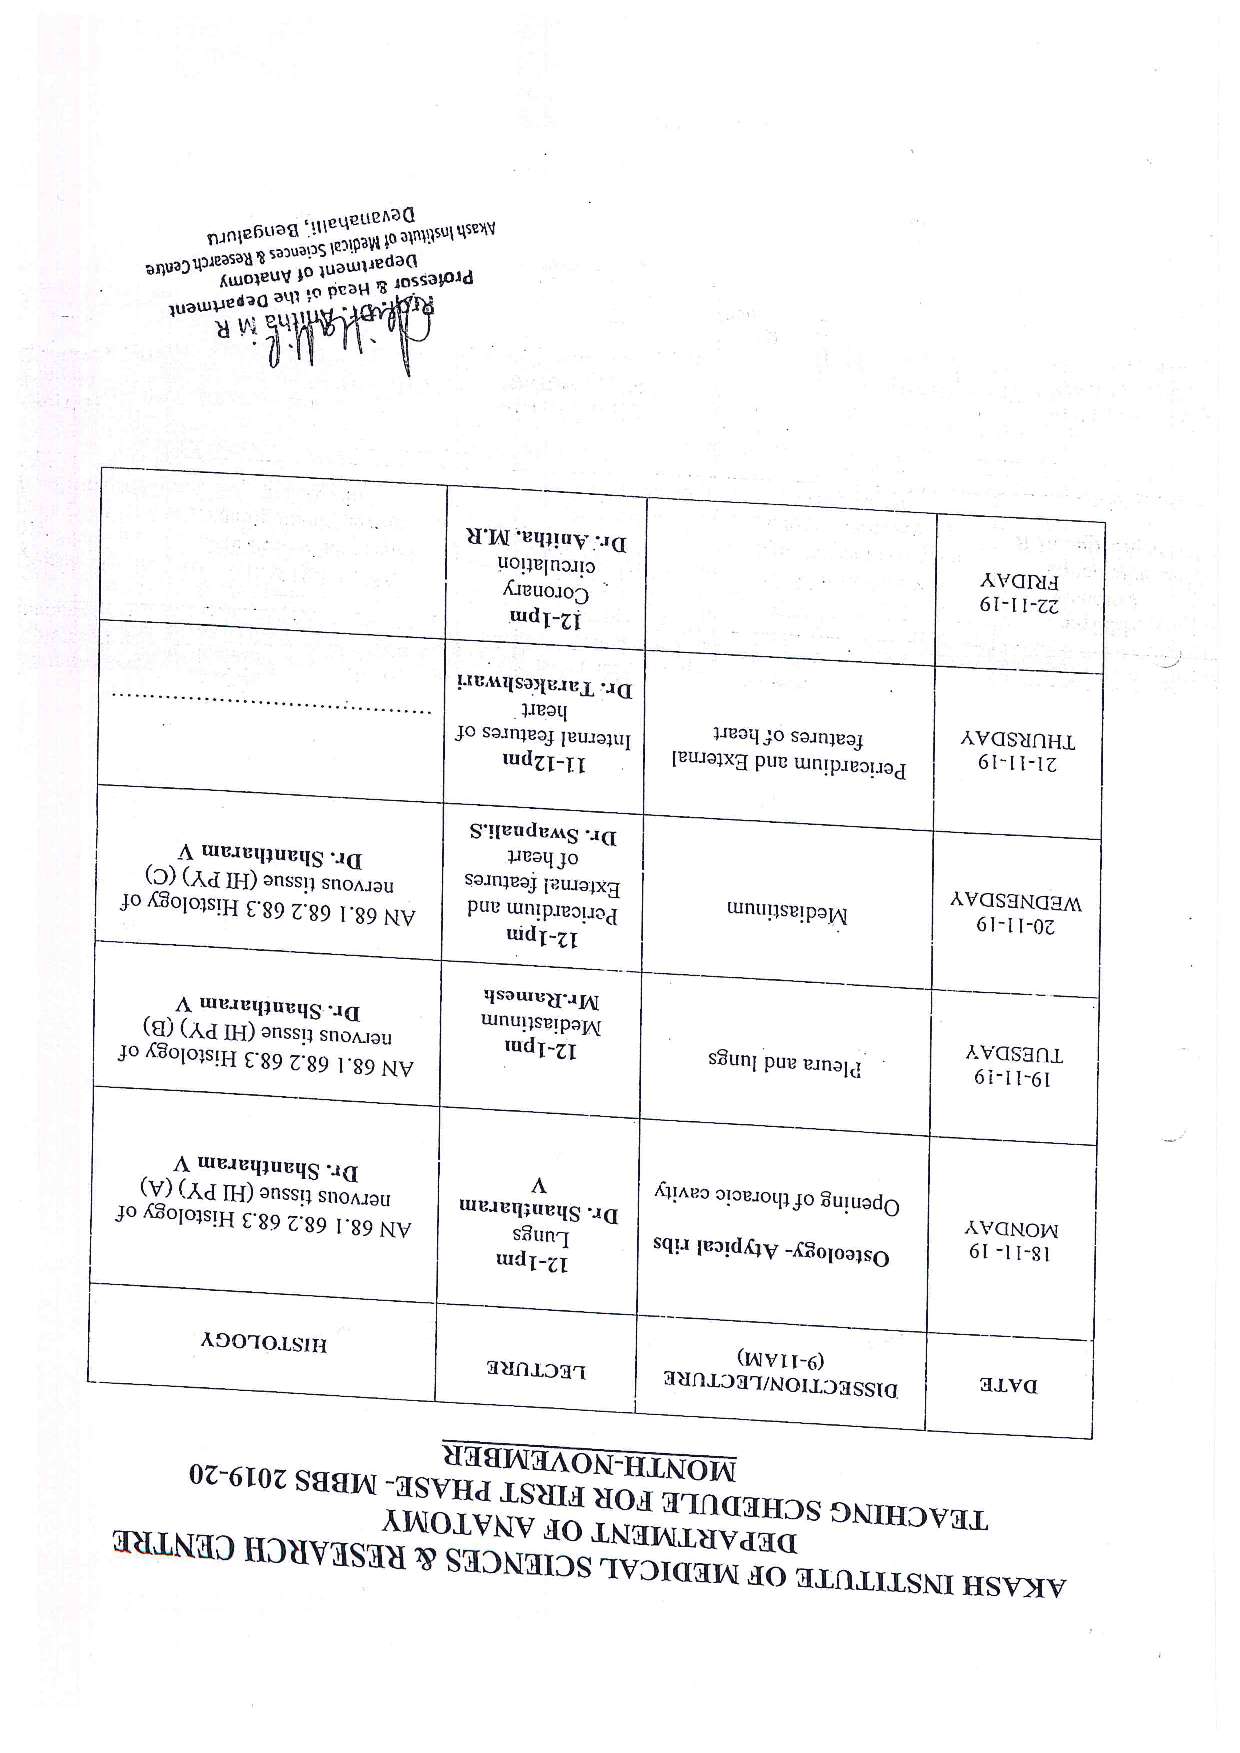 AKASH INSTITUTE OF MEDICAL SCIENCES & RESEARCH CENTRE
DEPARTMENT OF ANATOMY
TEACHING SCHEDULE FOR FIRST PHASE- MBBS 2019-20
MONTH-NOVEMBER
DATE
DISSECTION/LECTURE
(9-11AM)
LECTURE
HISTOLOGY
18-11- 19
MONDAY
Osteology- Atypical ribs
Opening of thoracic cavity
12-1pm
Lungs
Dr. Shantharam
V
AN 68.1 68.2 68.3 Histology of
nervous tissue (HI PY) (A)
Dr. Shantharam V
19-11-19
TUESDAY
Pleura and lungs
12-1pm
Mediastinum
Mr.Ramesh
AN 68.1 68.2 68.3 Histology of
nervous tissue (HI PY) (B)
Dr. Shantharam V
20-11-19
WEDNESDAY
Mediastinum
12-1pm
Pericardium and
External features
of heart
Dr. Swapnali.S
AN 68.1 68.2 68.3 Histology of
nervous tissue (HI PY) (C)
Dr. Shantharam V
21-11-19
THURSDAY
Pericardium and External
features of heart
11-12pm
Internal features of
heart
Dr. Tarakeshwari
........................................
22-11-19
FRIDAY
12-1pm
Coronary
circulation
Dr. Anitha. M.R
Dr. Anitha M R
Professor & Head of the Department
Department of Anatomy
Akash Institute of Medical Sciences & Research Centre
Devanahalli, Bengaluru